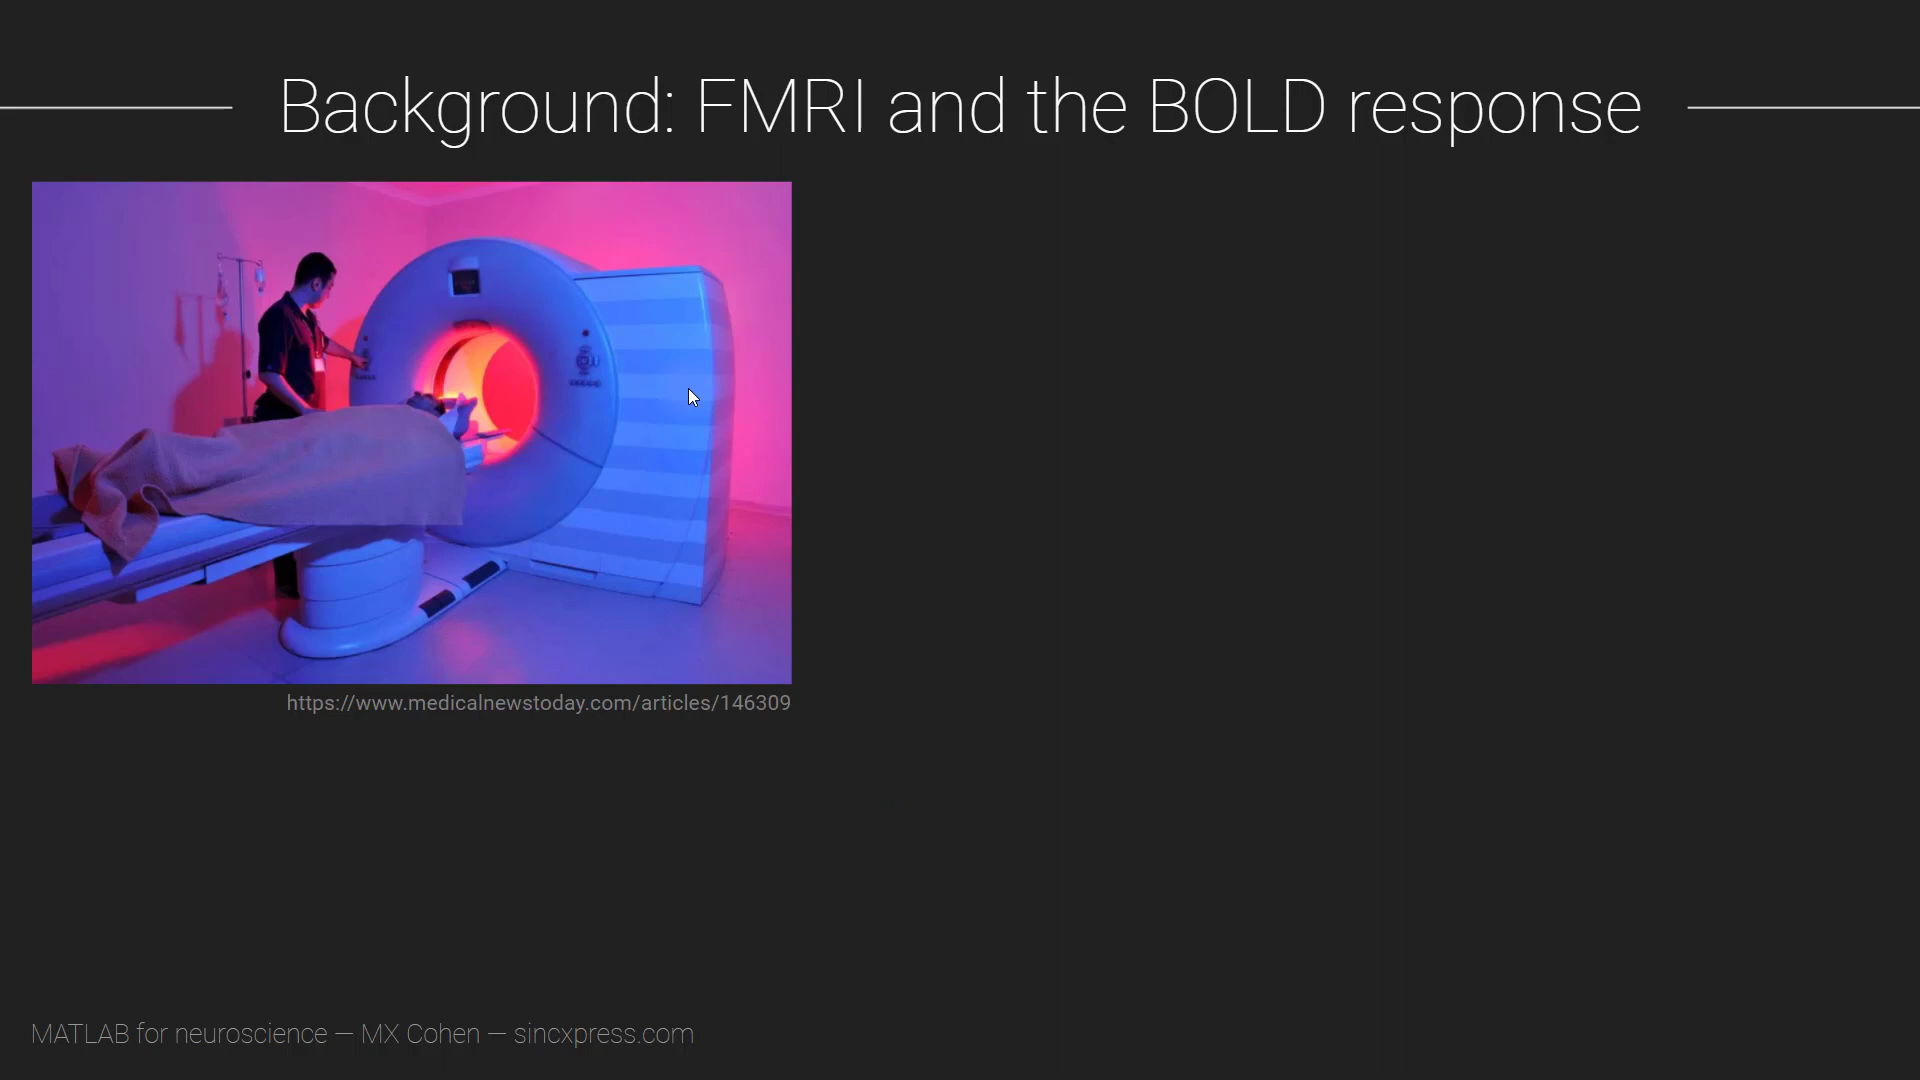 Background: FMRI and the BOLD response
https://www.medicalnewstoday.com/articles/146309
MATLAB for neuroscience — MX Cohen — sincxpress.com